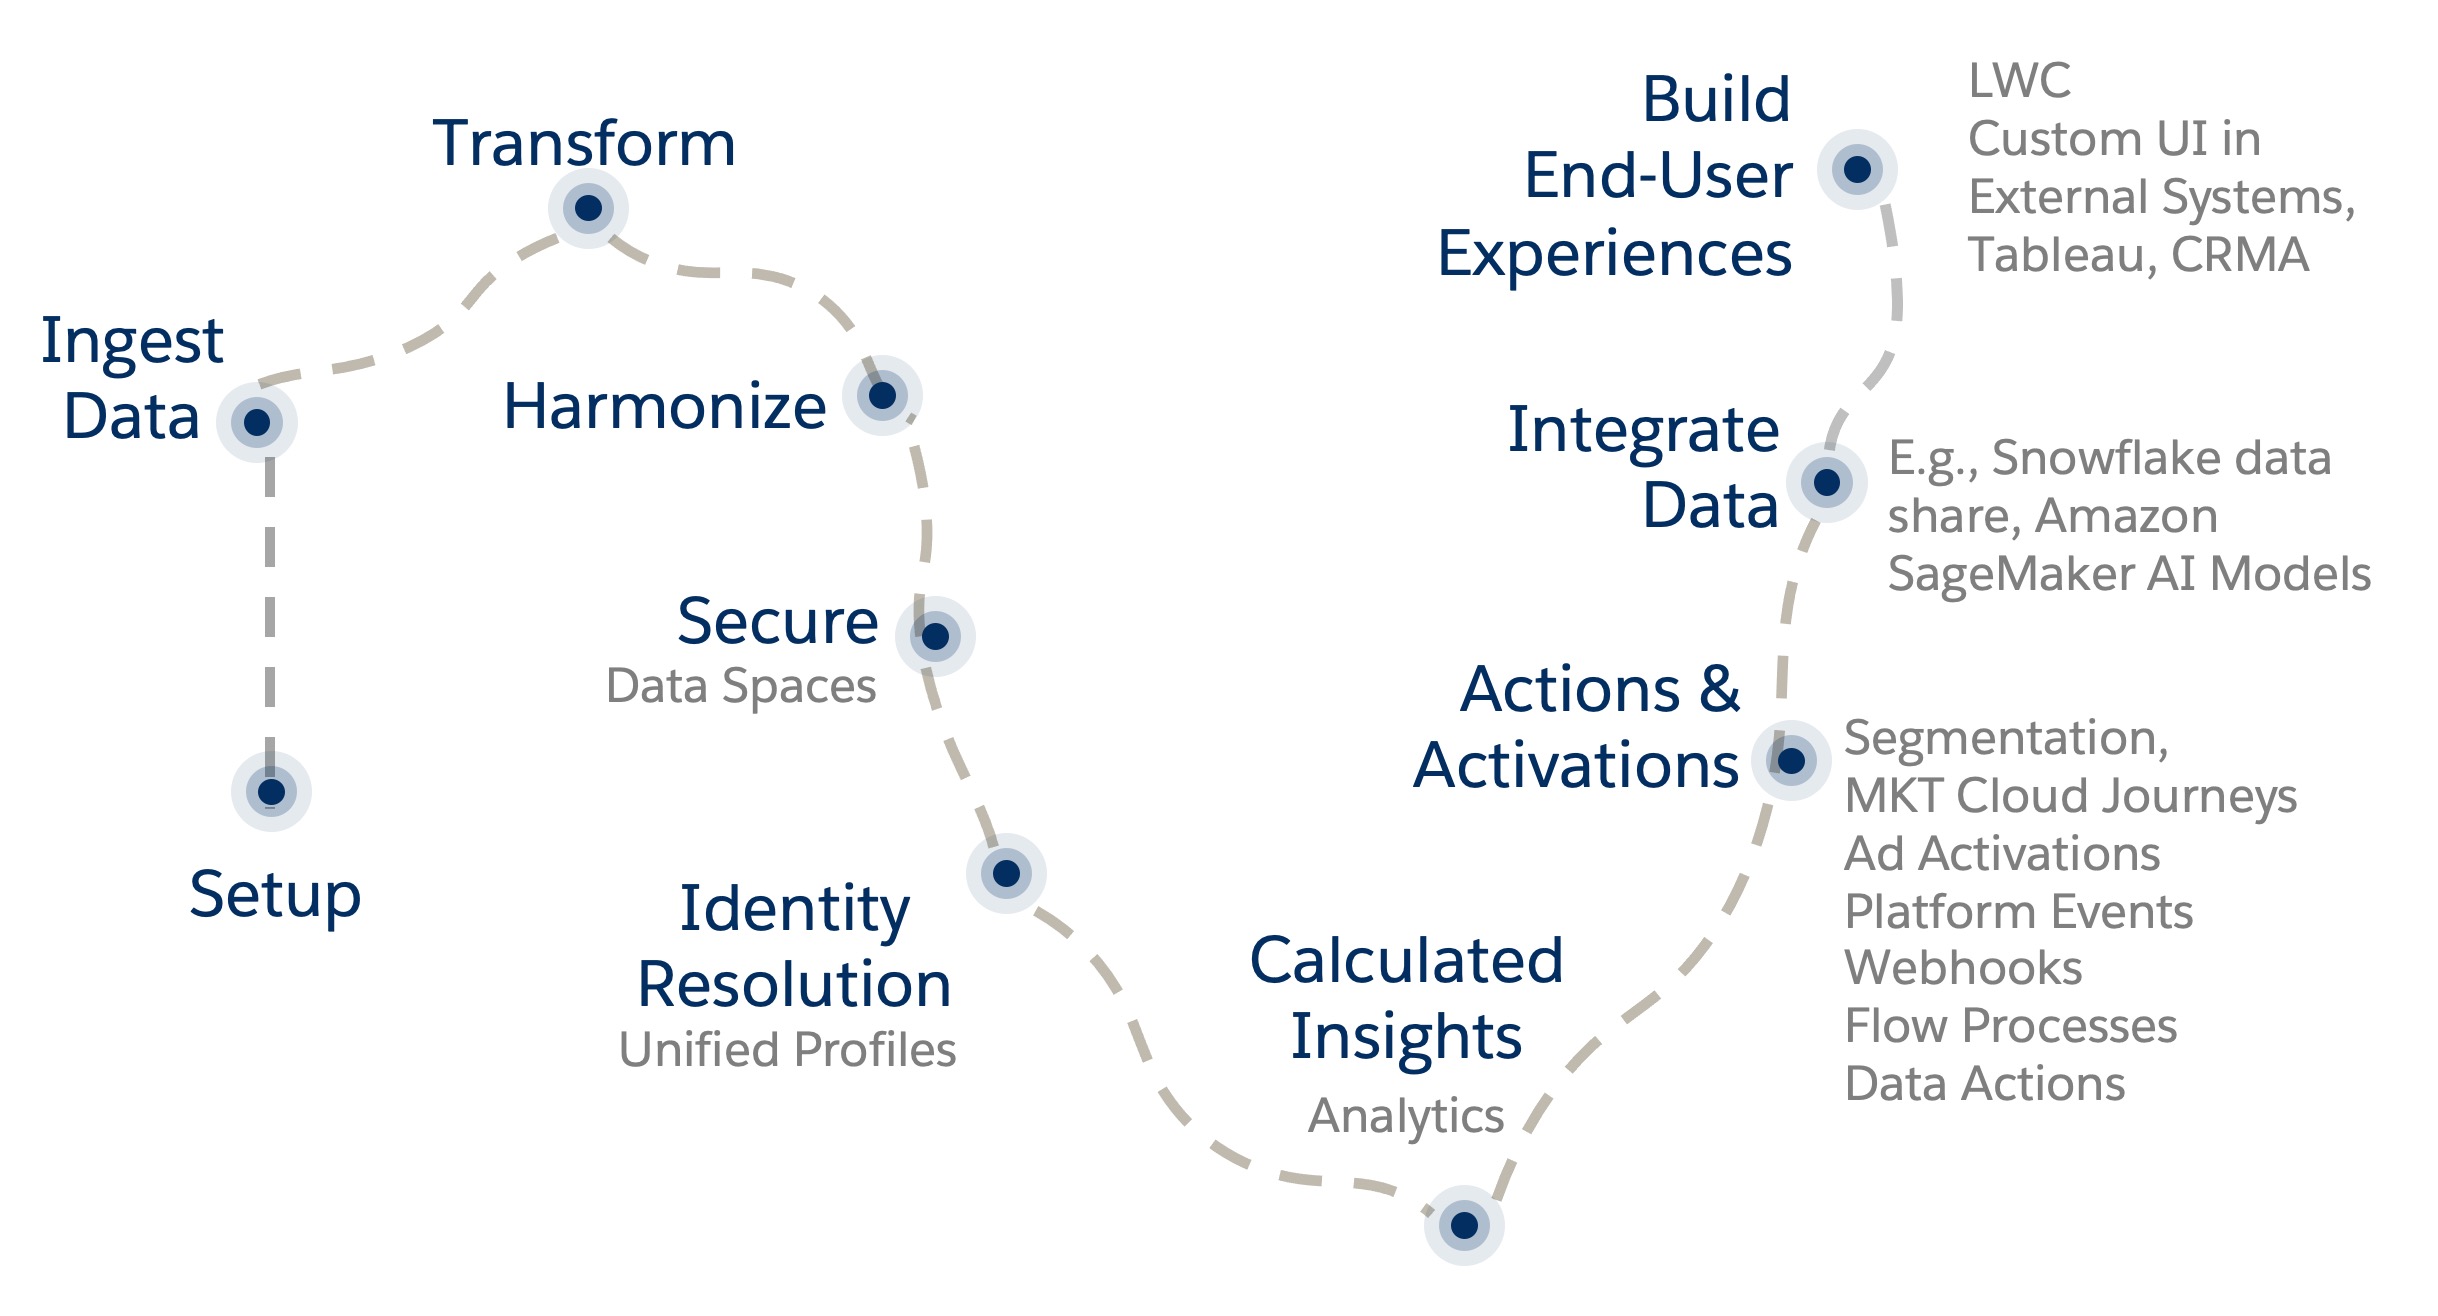 Transform
Ingest
Data
Setup
Harmonize
Secure
Data Spaces
Identity
Resolution
Unified Profiles
Calculated
Insights
Analytics
Actions &
Activations
Segmentation,
MKT Cloud Journeys
Ad Activations
Platform Events
Webhooks
Flow Processes
Data Actions
Integrate
Data
E.g., Snowflake data
share, Amazon
SageMaker AI Models
Build
End-User
Experiences
LWC
Custom UI in
External Systems,
Tableau, CRMA